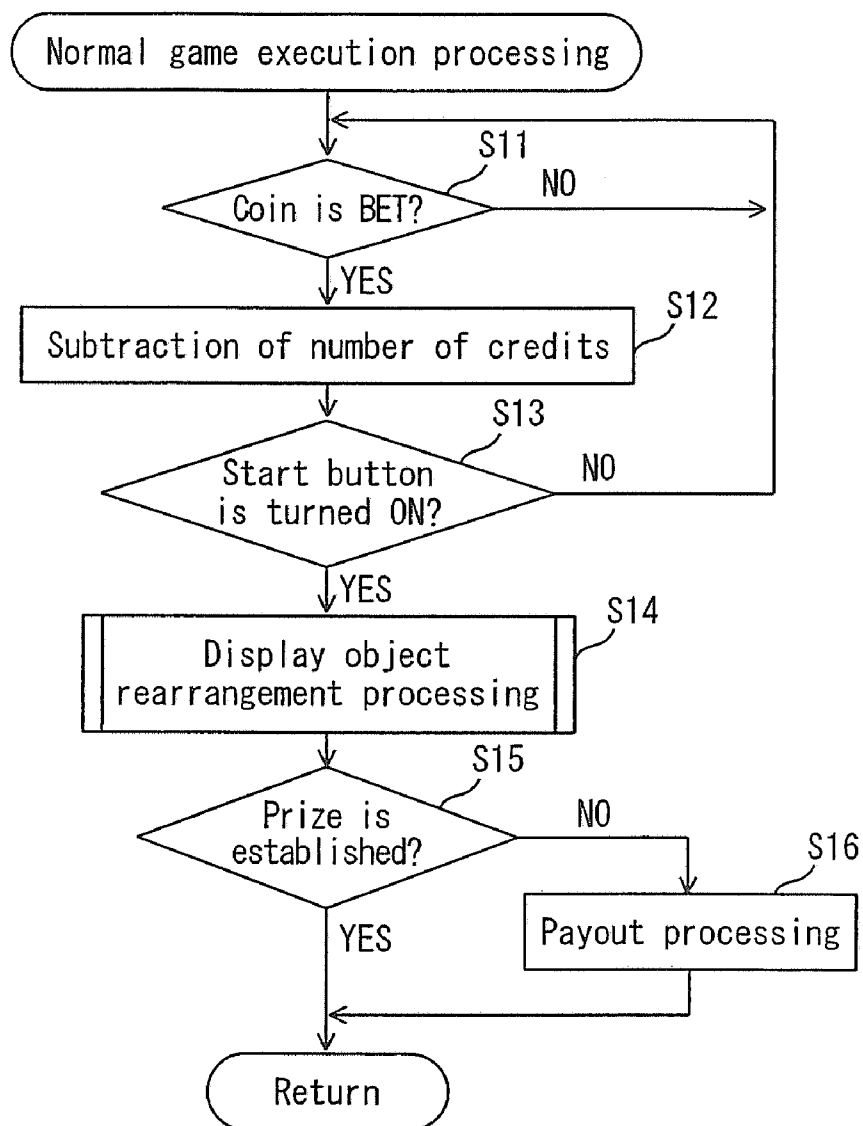 Normal game execution processing
S11
Coin is BET?
NO
YES
S12
Subtraction of number of credits
S13
Start button
is turned ON?
NO
YES
S14
Display object
rearrangement processing
S15
Prize is
established?
NO
S16
YES
Payout processing
Return